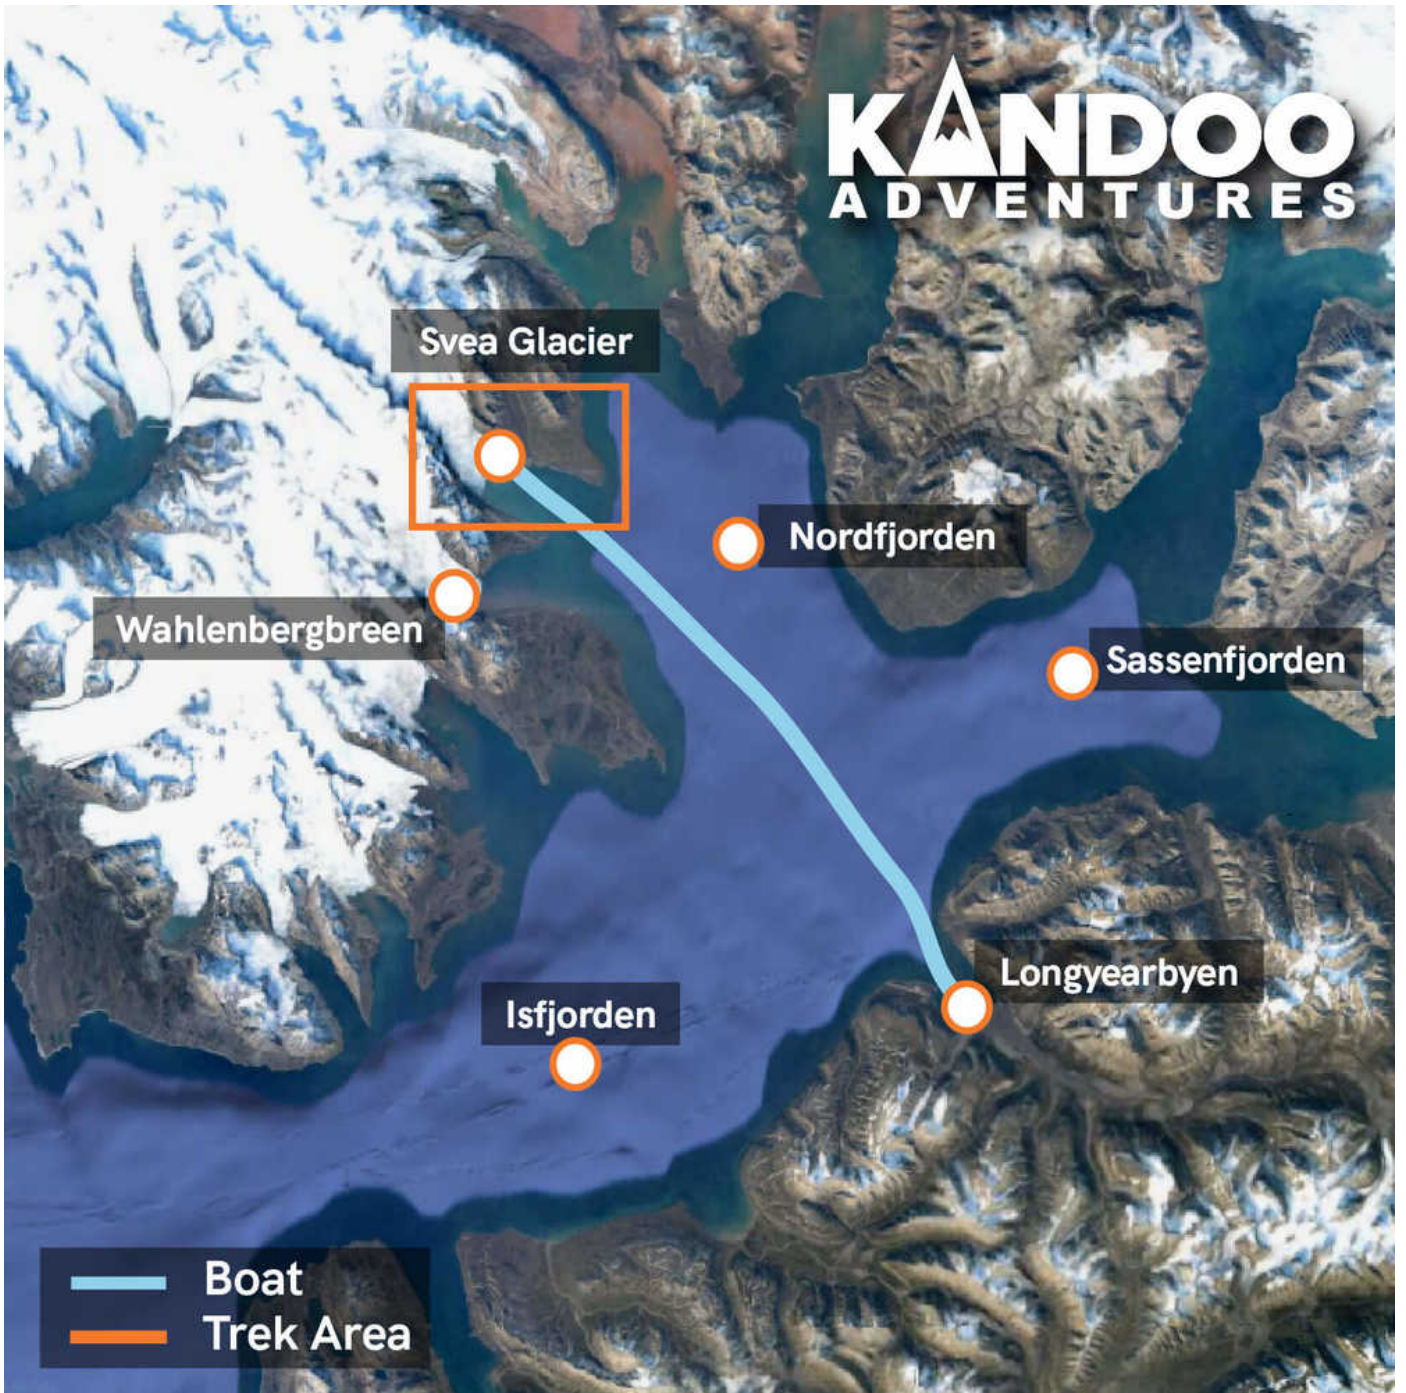 KANDOO
ADVENTURES
Svea Glacier
Nordfjorden
Wahlenbergbreen
Sassenfjorden
Longyearbyen
Isfjorden
Boat
Trek Area